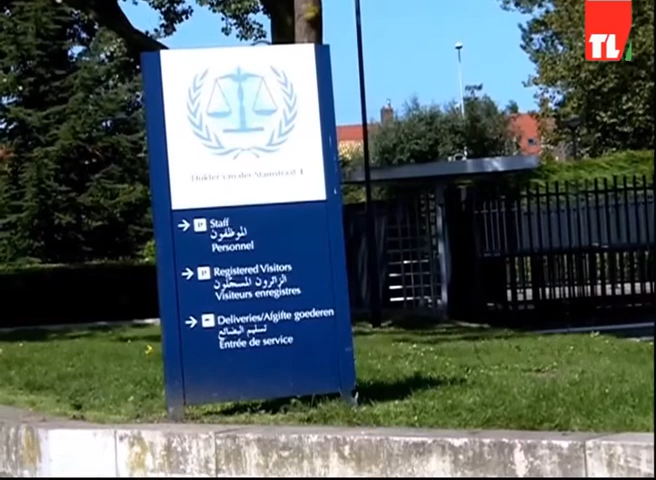 TL
Dokter van der Stamstraat 1
P
Staff
الموظفون
Personnel
P
Registered Visitors
الزائرون المسجلون
Visiteurs enregistres
Deliveries/Afgifte goederen
تسليم البضائع
Entrée de service